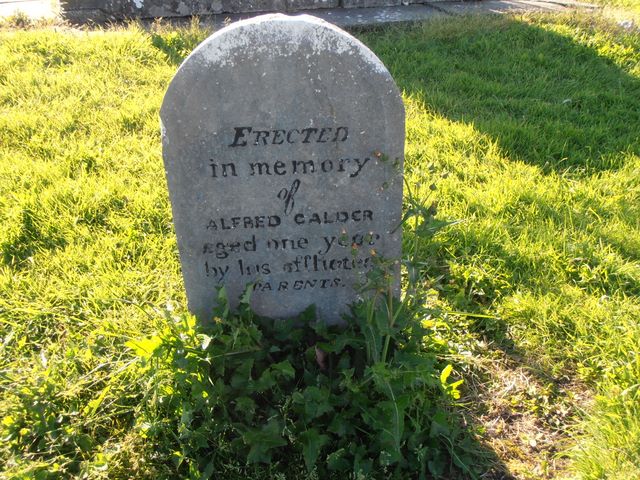 ERECTED
in memory
of
ALFRED CALDER
aged one year
by his afflicted
PARENTS.